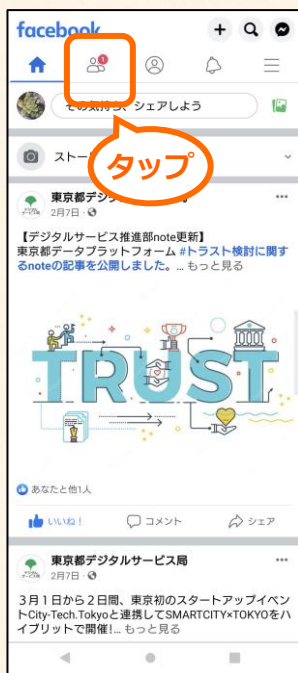 facebook
1
その気持ち、シェアしよう
ストー
タップ
東京都デジ
2月7日
【デジタルサービス推進部note更新】
東京都データプラットフォーム #トラスト検討に関す
るnoteの記事を公開しました。... もっと見る
TRUST
あなたと他1人
いいね!
コメント
シェア
東京都デジタルサービス局
2月7日
3月1日から2日間、東京初のスタートアップイベン
トCity-Tech.Tokyoと連携してSMARTCITY×TOKYOをハ
イブリットで開催!... もっと見る